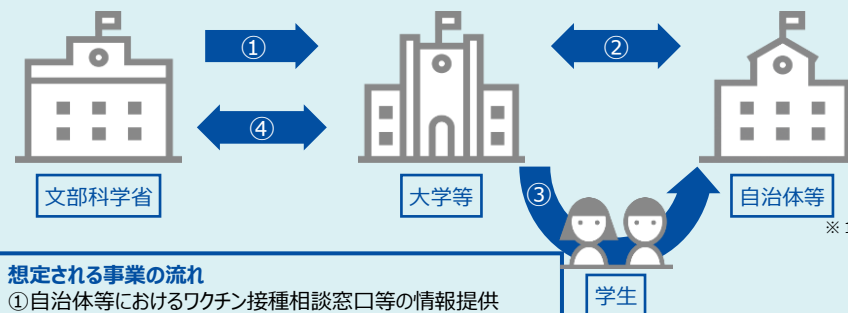 ①
②
④
③
文部科学省
大学等
自治体等
※
学生
想定される事業の流れ
①自治体等におけるワクチン接種相談窓口等の情報提供